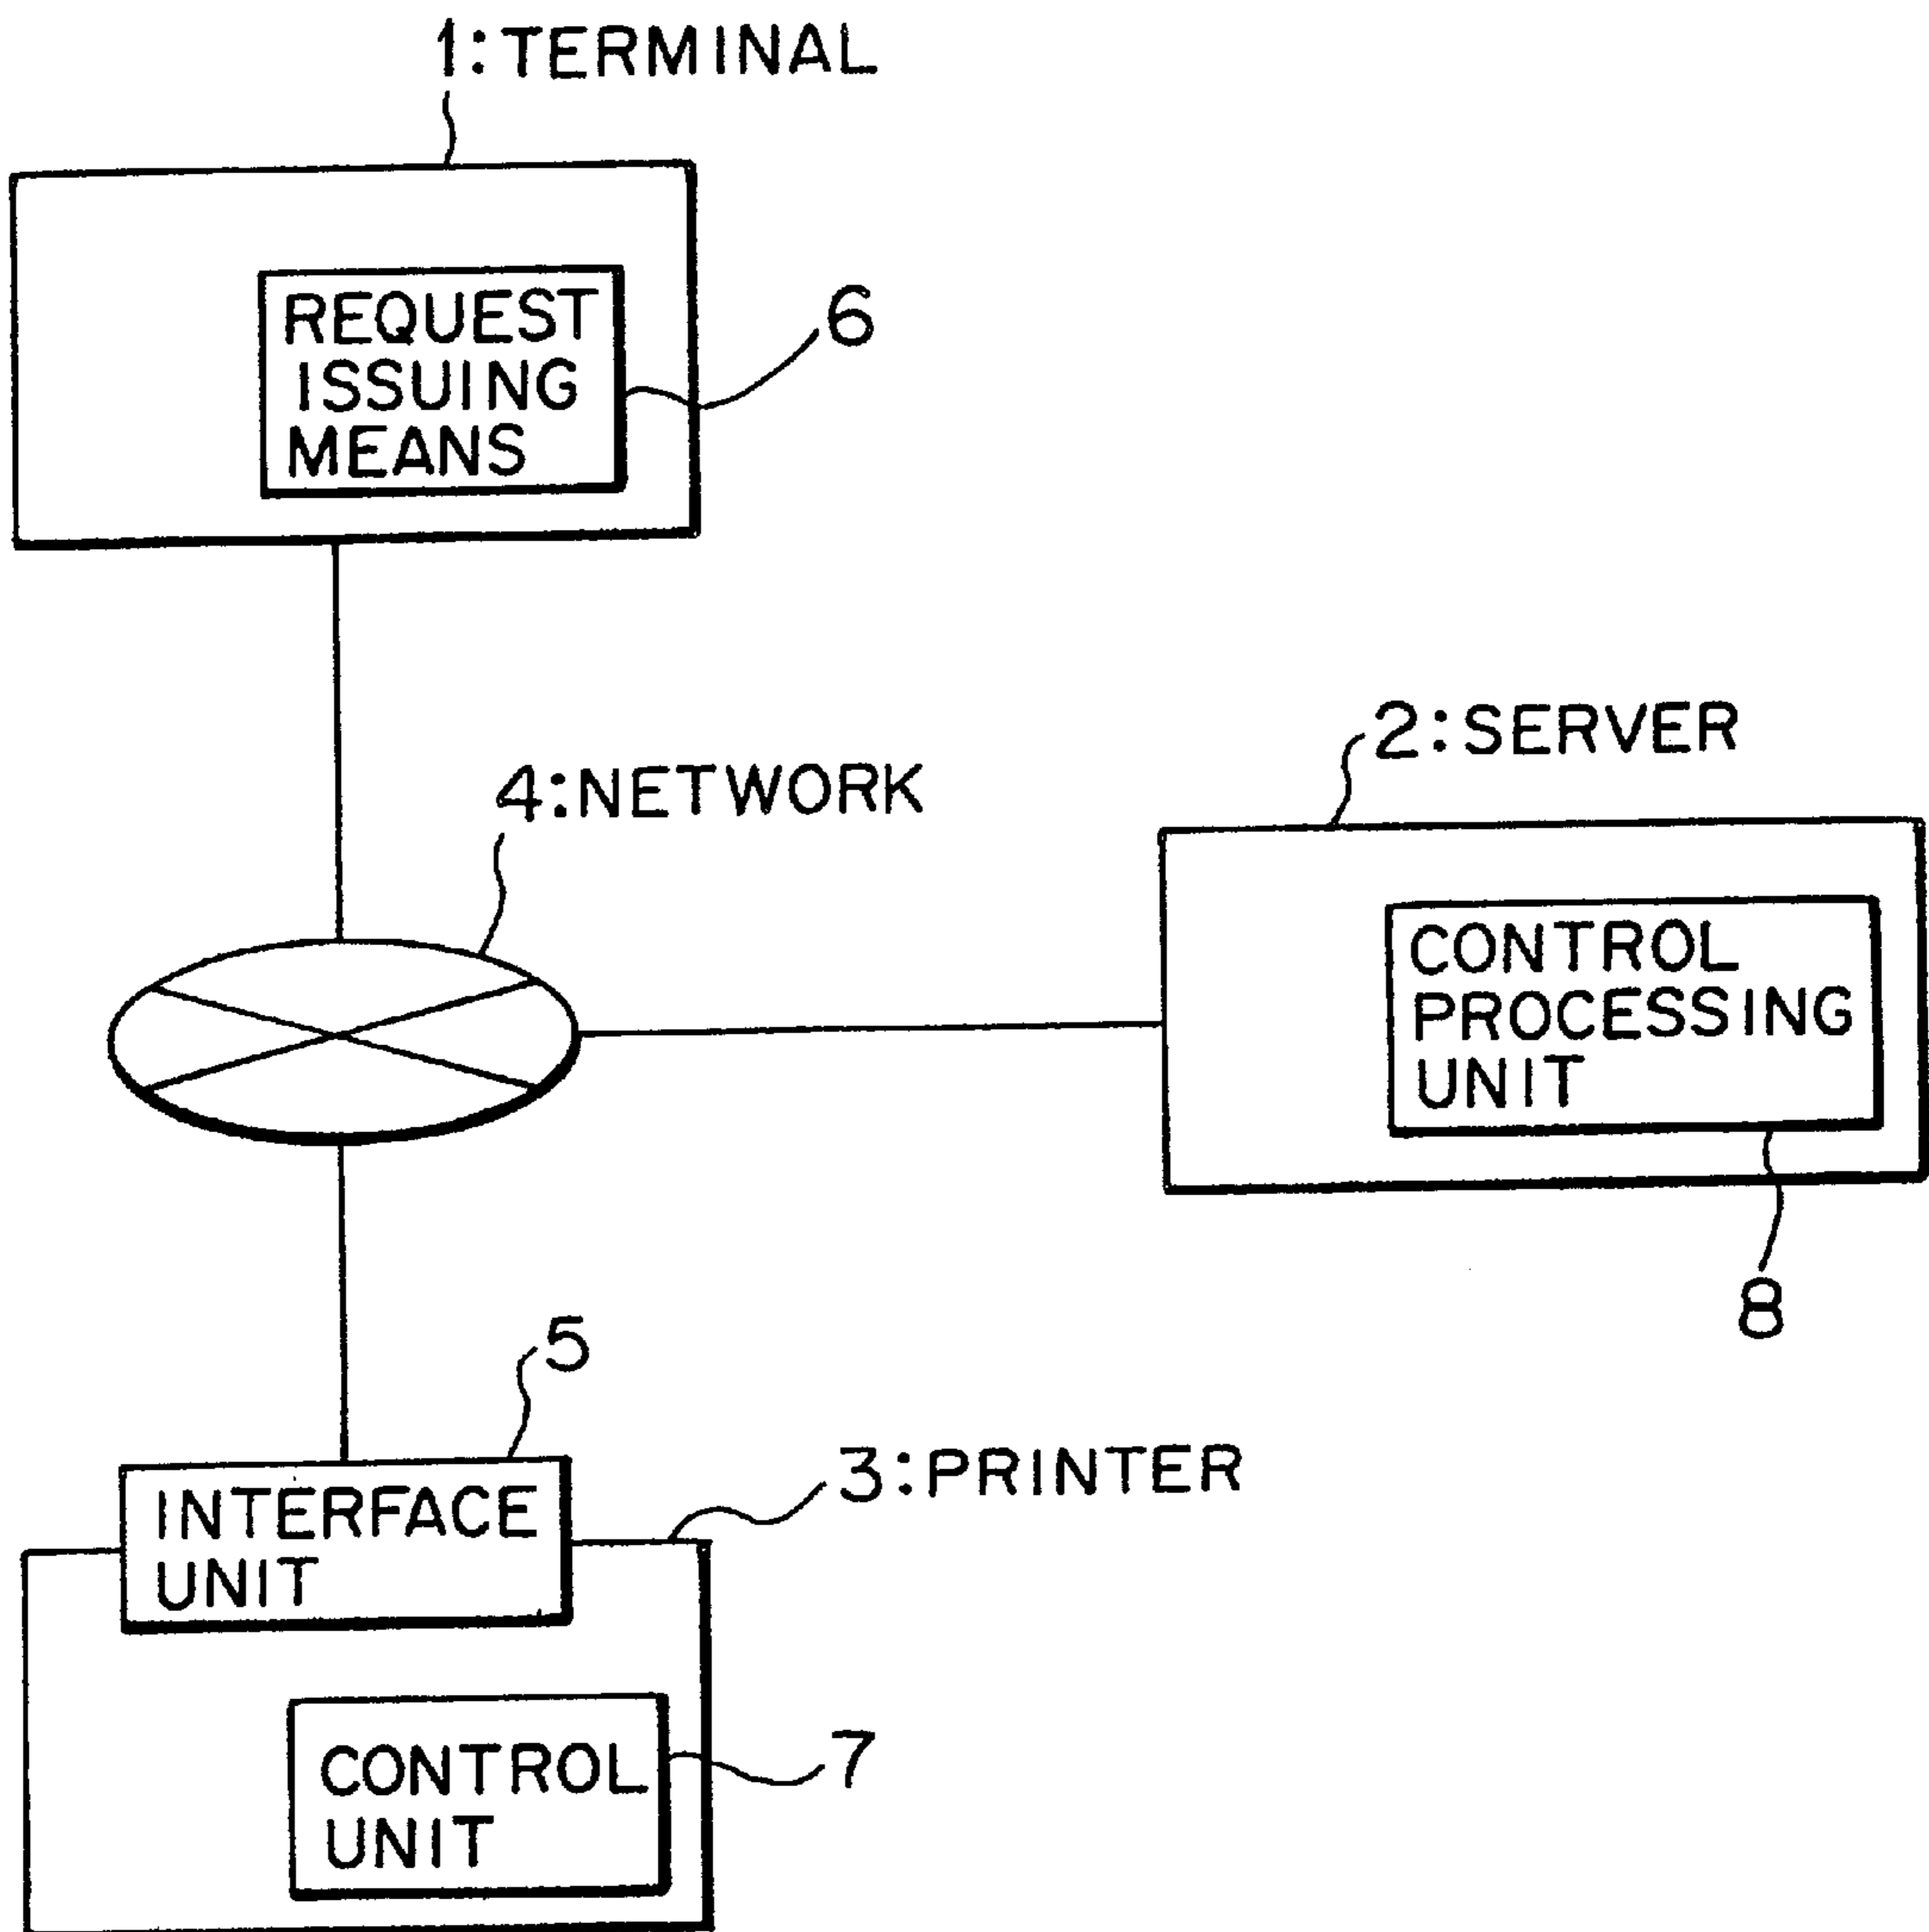 1:TERMINAL
REQUEST
ISSUING
MEANS
6
2:SERVER
4:NETWORK
CONTROL
PROCESSING
UNIT
8
5
3:PRINTER
INTERFACE
UNIT
CONTROL
UNIT
7